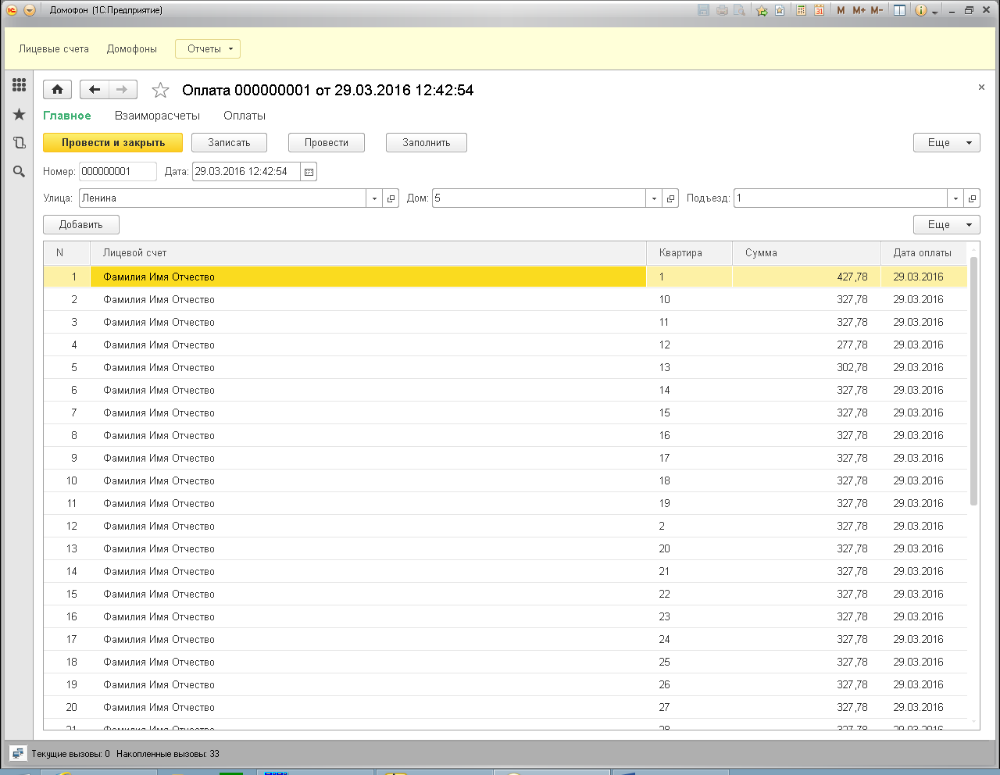 Домофон (1С:Предприятие)
M M+ M-
Лицевые счета Домофоны Отчеты
Оплата 000000001 от 29.03.2016 12:42:54
Главное Взаиморасчеты Оплаты
Провести и закрыть Записать Провести Заполнить Еще
Номер: 000000001 Дата: 29.03.2016 12:42:54
Улица: Ленина Дом: 5 Подъезд: 1
Добавить Еще
N Лицевой счет Квартира Сумма Дата оплаты
1 Фамилия Имя Отчество 1 427,78 29.03.2016
2 Фамилия Имя Отчество 10 327,78 29.03.2016
3 Фамилия Имя Отчество 11 327,78 29.03.2016
4 Фамилия Имя Отчество 12 277,78 29.03.2016
5 Фамилия Имя Отчество 13 302,78 29.03.2016
6 Фамилия Имя Отчество 14 327,78 29.03.2016
7 Фамилия Имя Отчество 15 327,78 29.03.2016
8 Фамилия Имя Отчество 16 327,78 29.03.2016
9 Фамилия Имя Отчество 17 327,78 29.03.2016
10 Фамилия Имя Отчество 18 327,78 29.03.2016
11 Фамилия Имя Отчество 19 327,78 29.03.2016
12 Фамилия Имя Отчество 2 327,78 29.03.2016
13 Фамилия Имя Отчество 20 327,78 29.03.2016
14 Фамилия Имя Отчество 21 327,78 29.03.2016
15 Фамилия Имя Отчество 22 327,78 29.03.2016
16 Фамилия Имя Отчество 23 327,78 29.03.2016
17 Фамилия Имя Отчество 24 327,78 29.03.2016
18 Фамилия Имя Отчество 25 327,78 29.03.2016
19 Фамилия Имя Отчество 26 327,78 29.03.2016
20 Фамилия Имя Отчество 27 327,78 29.03.2016
21 Фамилия Имя Отчество 28 327,78 29.03.2016
Текущие вызовы: 0 Накопленные вызовы: 33